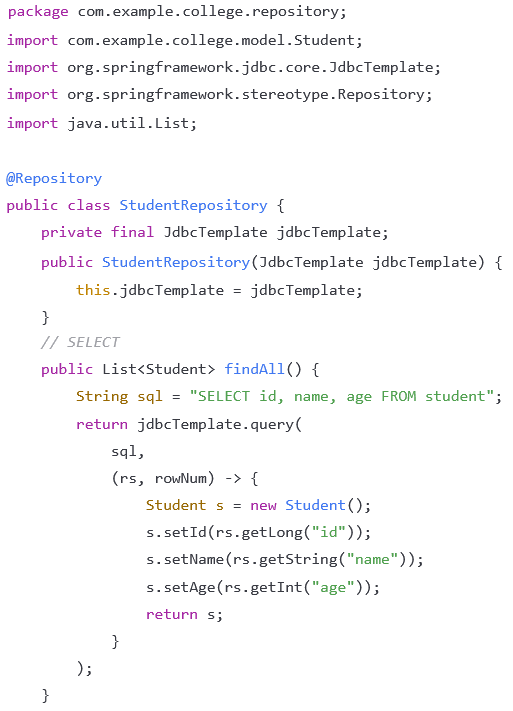 package com.example.college.repository;
import com.example.college.model.Student;
import org.springframework.jdbc.core.JdbcTemplate;
import org.springframework.stereotype.Repository;
import java.util.List;

@Repository
public class StudentRepository {
    private final JdbcTemplate jdbcTemplate;
    public StudentRepository(JdbcTemplate jdbcTemplate) {
        this.jdbcTemplate = jdbcTemplate;
    }
    // SELECT
    public List<Student> findAll() {
        String sql = "SELECT id, name, age FROM student";
        return jdbcTemplate.query(
            sql,
            (rs, rowNum) -> {
                Student s = new Student();
                s.setId(rs.getLong("id"));
                s.setName(rs.getString("name"));
                s.setAge(rs.getInt("age"));
                return s;
            }
        );
    }